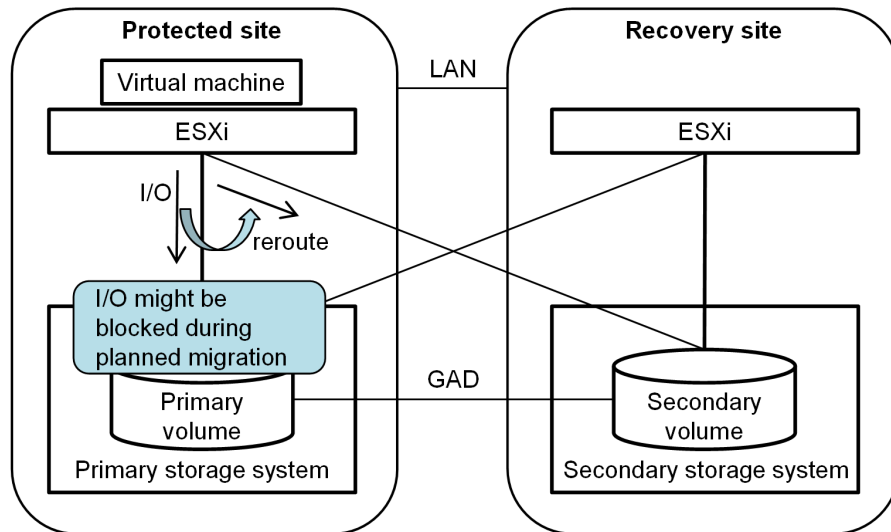 Protected site
Recovery site
LAN
Virtual machine
ESXi
ESXi
I/O
reroute
I/O might be
blocked during
planned migration
GAD
Primary
volume
Secondary
volume
Primary storage system
Secondary storage system